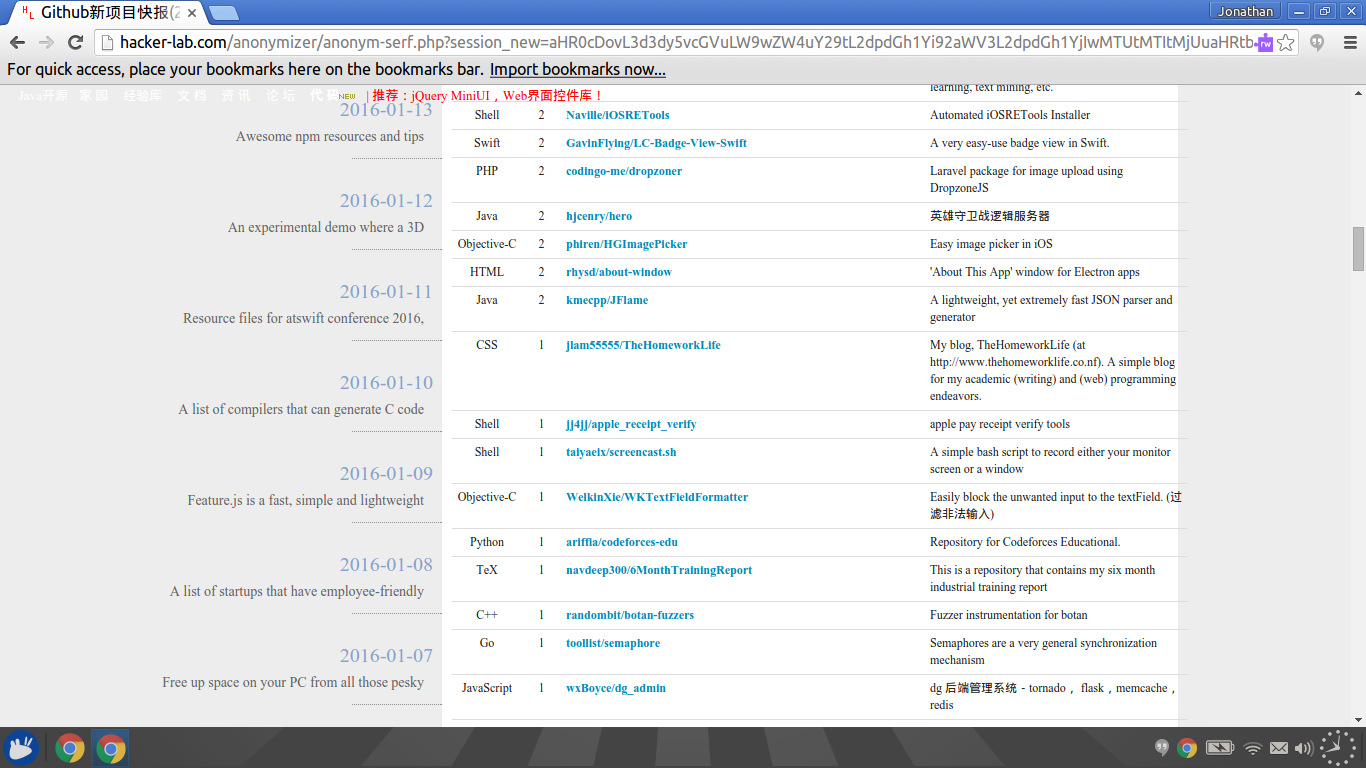 Github新项目快报(2
Jonathan
hacker-lab.com/anonymizer/anonym-serf.php?session_new=
For quick access, place your bookmarks here on the bookmarks bar. Import bookmarks now...
Java开源 家 园 经验库 文 档 资 讯 论 坛 代 码 NEW | 推荐：jQuery MiniUI，Web界面控件库！
2016-01-13
Awesome npm resources and tips
2016-01-12
An experimental demo where a 3D
2016-01-11
Resource files for atswift conference 2016,
2016-01-10
A list of compilers that can generate C code
2016-01-09
Feature.js is a fast, simple and lightweight
2016-01-08
A list of startups that have employee-friendly
2016-01-07
Free up space on your PC from all those pesky
learning, text mining, etc.
Shell 2 Naville/iOSRETools Automated iOSRETools Installer
Swift 2 GavinFlying/LC-Badge-View-Swift A very easy-use badge view in Swift.
PHP 2 codingo-me/dropzoner Laravel package for image upload using
DropzoneJS
Java 2 hjcenry/hero 英雄守卫战逻辑服务器
Objective-C 2 phiren/HGImagePicker Easy image picker in iOS
HTML 2 rhysd/about-window 'About This App' window for Electron apps
Java 2 kmecpp/JFlame A lightweight, yet extremely fast JSON parser and
generator
CSS 1 jlam55555/TheHomeworkLife My blog, TheHomeworkLife (at
http://www.thehomeworklife.co.nf). A simple blog
for my academic (writing) and (web) programming
endeavors.
Shell 1 jj4jj/apple_receipt_verify apple pay receipt verify tools
Shell 1 taiyaeix/screencast.sh A simple bash script to record either your monitor
screen or a window
Objective-C 1 WelkinXie/WKTextFieldFormatter Easily block the unwanted input to the textField. (过
滤非法输入)
Python 1 ariffia/codeforces-edu Repository for Codeforces Educational.
TeX 1 navdeep300/6MonthTrainingReport This is a repository that contains my six month
industrial training report
C++ 1 randombit/botan-fuzzers Fuzzer instrumentation for botan
Go 1 toollist/semaphore Semaphores are a very general synchronization
mechanism
JavaScript 1 wxBoyce/dg_admin dg 后端管理系统 - tornado， flask，memcache，
redis